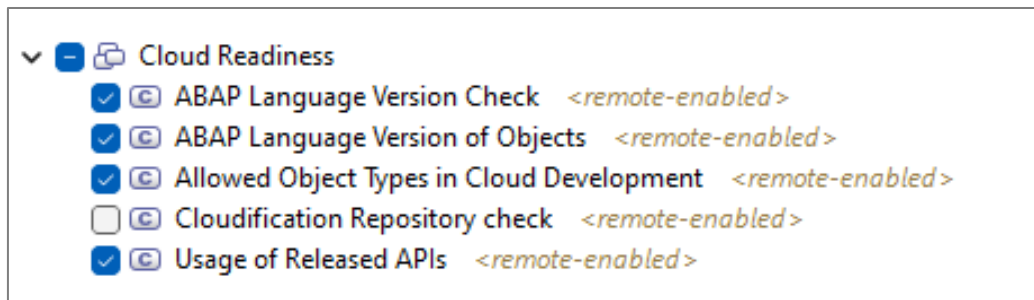 Cloud Readiness
ABAP Language Version Check <remote-enabled>
ABAP Language Version of Objects <remote-enabled>
Allowed Object Types in Cloud Development <remote-enabled>
Cloudification Repository check <remote-enabled>
Usage of Released APIs <remote-enabled>